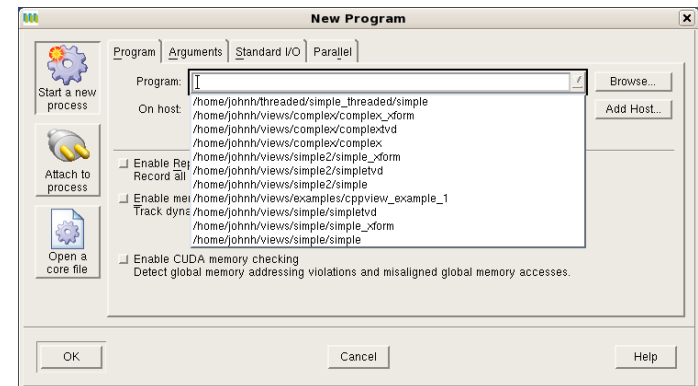 New Program
Program Arguments Standard I/O Parallel
Start a new
process
Program:
Browse...
On host:
Add Host...
/home/johnh/threaded/simple_threaded/simple
/home/johnh/views/complex/complex_xform
/home/johnh/views/complex/complextvd
/home/johnh/views/complex/complex
/home/johnh/views/simple2/simple_xform
/home/johnh/views/simple2/simpletvd
/home/johnh/views/simple2/simple
/home/johnh/views/examples/cppview_example_1
/home/johnh/views/simple/simpletvd
/home/johnh/views/simple/simple_xform
/home/johnh/views/simple/simple
Attach to
process
Enable Rep
Record all
Enable mer
Track dyna
Open a
core file
Enable CUDA memory checking
Detect global memory addressing violations and misaligned global memory accesses.
OK
Cancel
Help